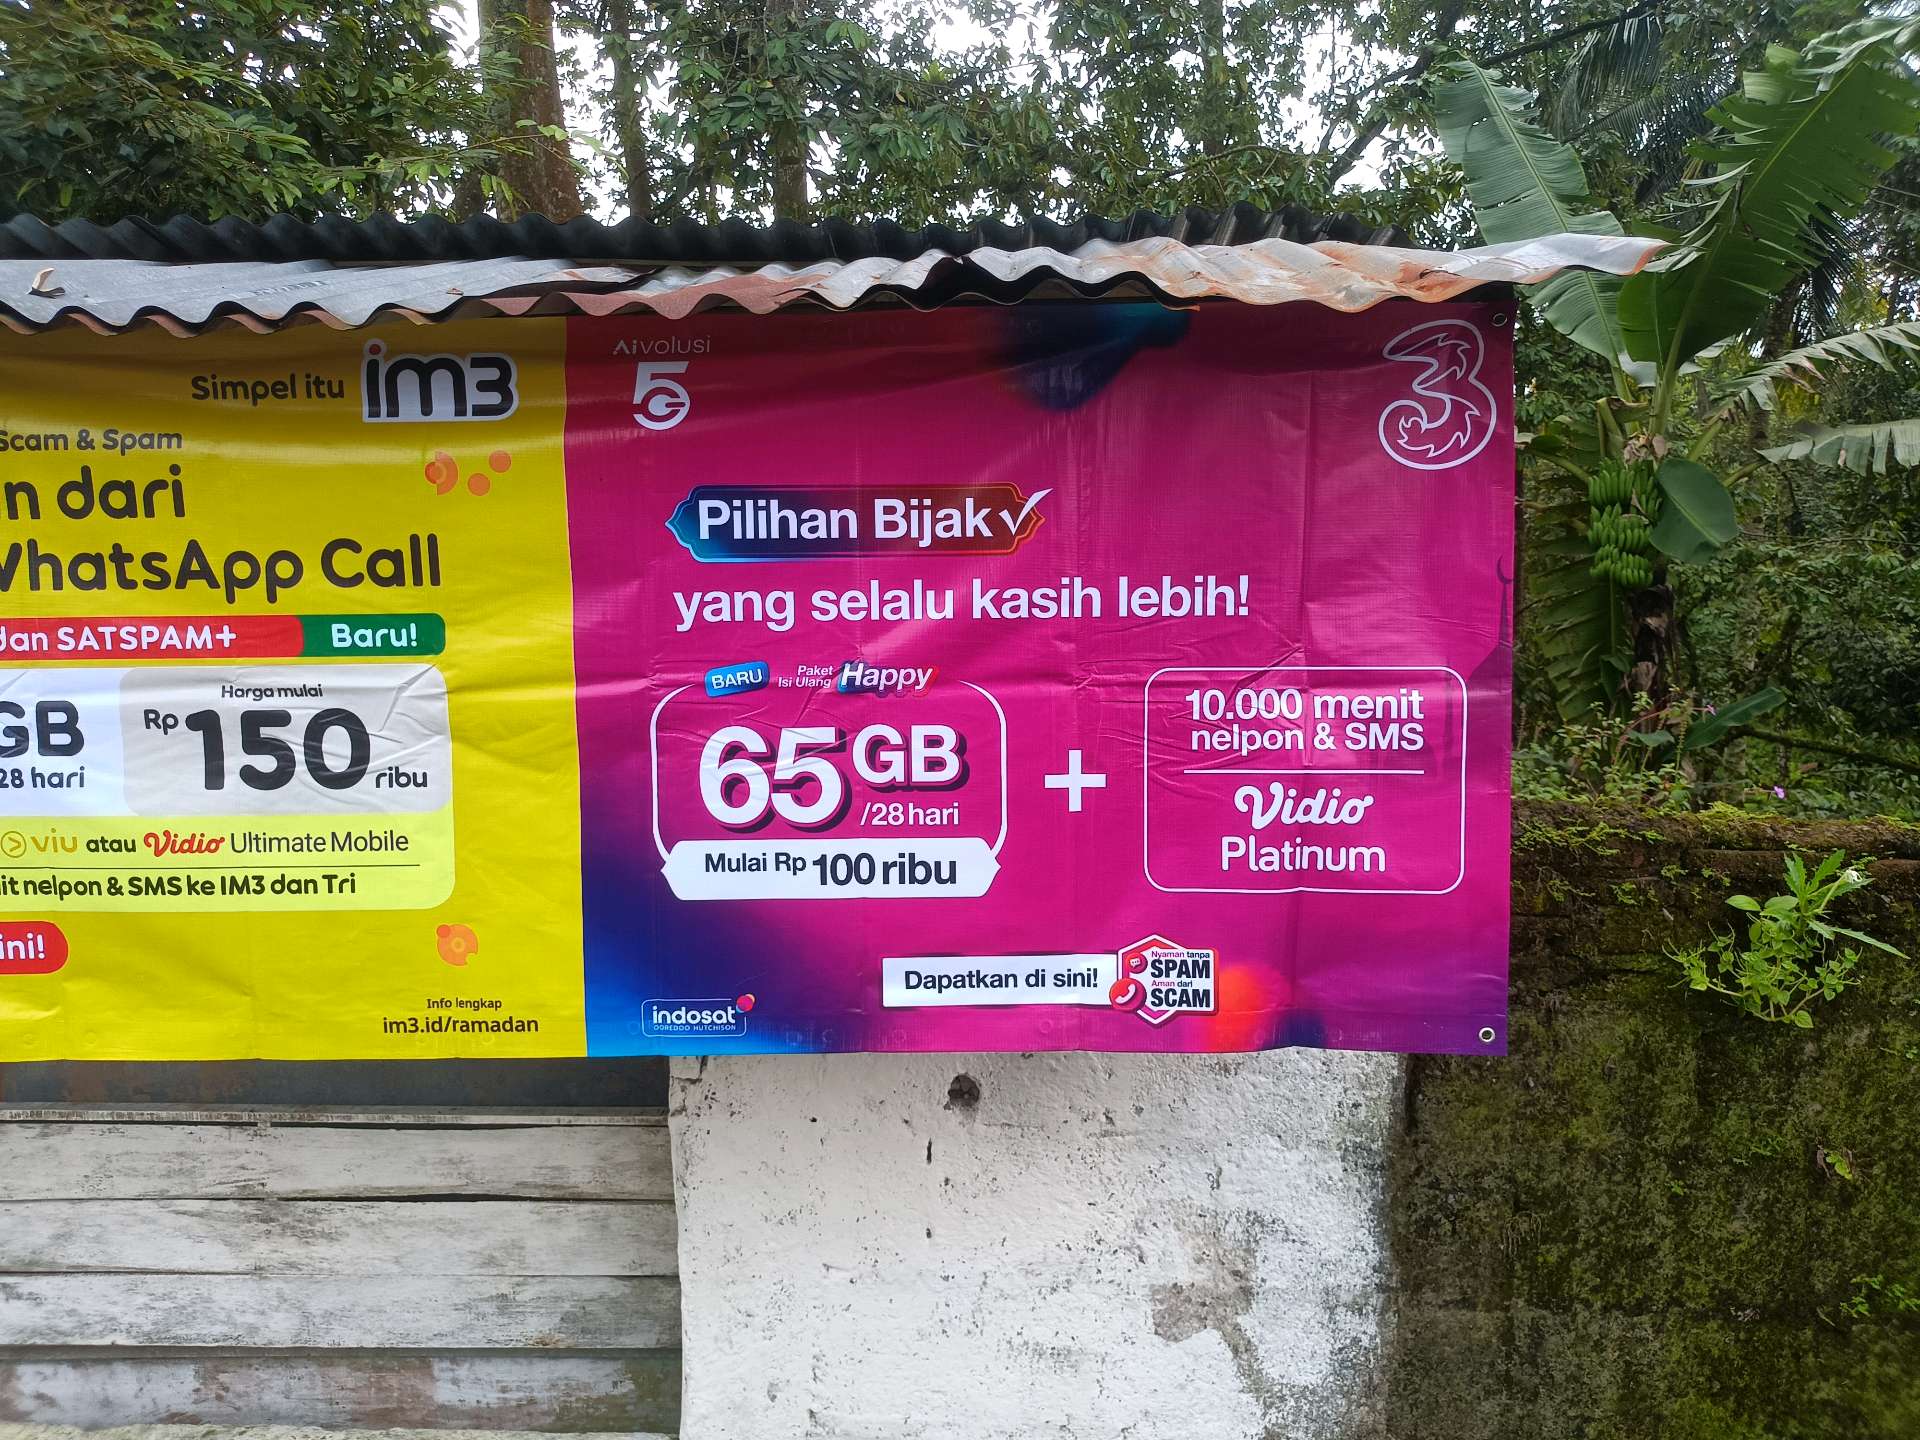 Simpel itu im3
Scam & Spam
dari
WhatsApp Call
dan SATSPAM+ Baru!
GB
28 hari
Harga mulai
Rp 150 ribu
viu atau Vidio Ultimate Mobile
nelpon & SMS ke IM3 dan Tri
Info lengkap
im3.id/ramadan
Aivolusi
5G
3
Pilihan Bijak
yang selalu kasih lebih!
BARU Paket Isi Ulang Happy
65 GB
/28 hari
Mulai Rp 100 ribu
+
10.000 menit
nelpon & SMS
Vidio
Platinum
Dapatkan di sini!
Nyaman tanpa
SPAM
Aman dari
SCAM
indosat
OOREDOO HUTCHISON